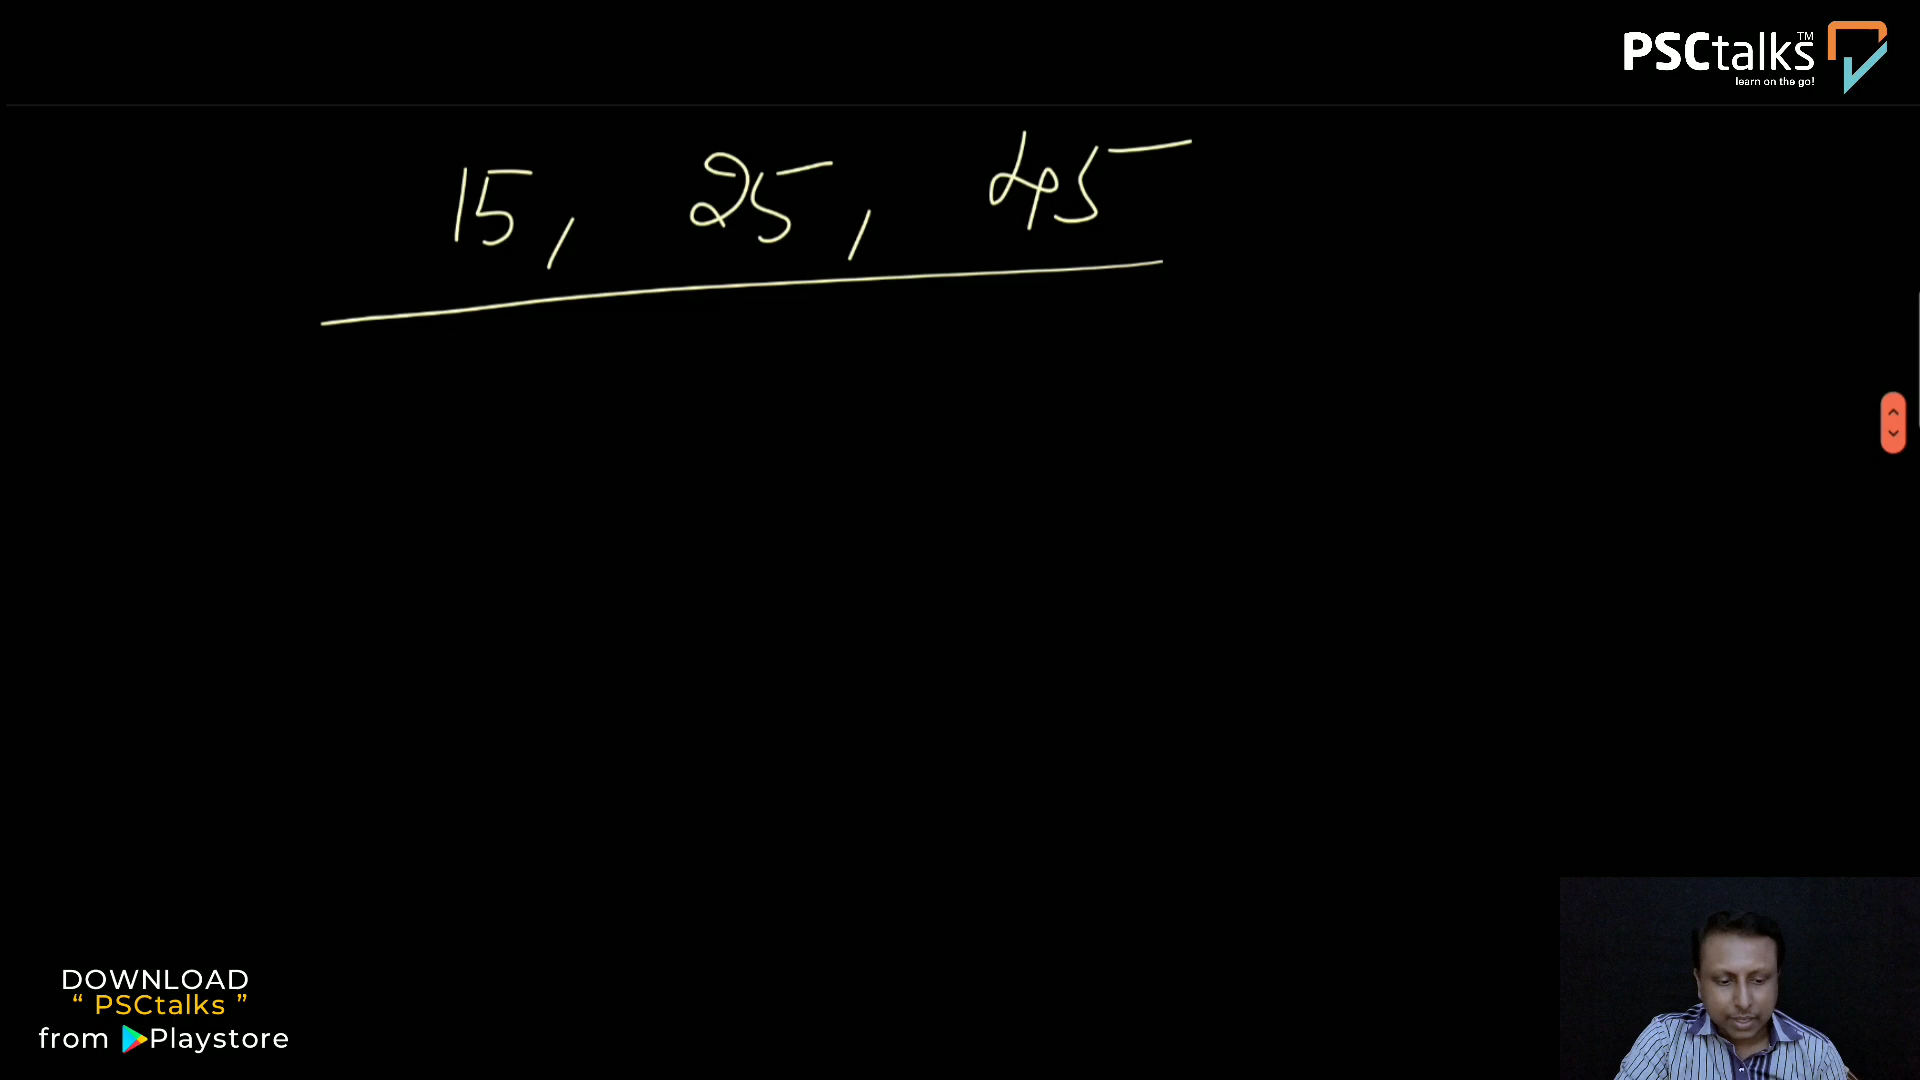 PSCtalks™
learn on the go!
15, 25, 45
DOWNLOAD
“ PSCtalks ”
from Playstore